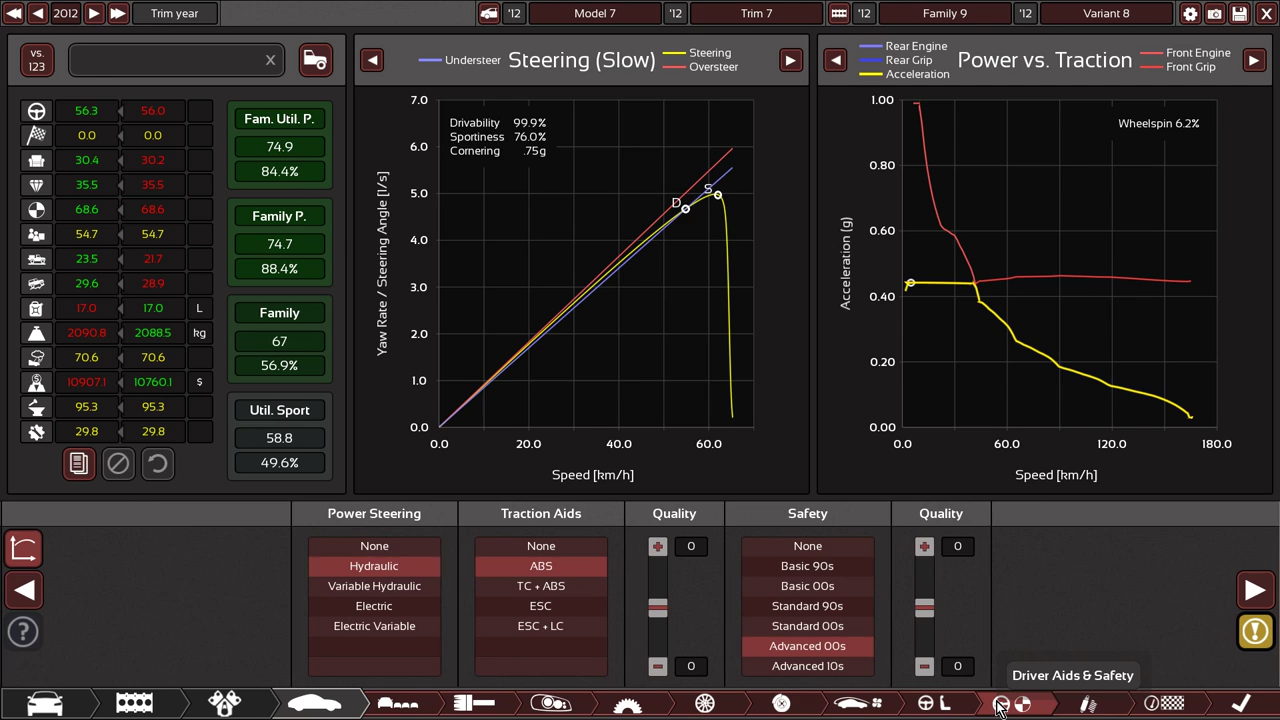 2012
Trim year
'12
Model 7
'12
Trim 7
'12
Family 9
'12
Variant 8
vs.
123
56.3 56.0
0.0 0.0
30.4 30.2
35.5 35.5
68.6 68.6
54.7 54.7
23.5 21.7
29.6 28.9
17.0 17.0 L
2090.8 2088.5 kg
70.6 70.6
10907.1 10760.1 $
95.3 95.3
29.8 29.8
Fam. Util. P.
74.9
84.4%
Family P.
74.7
88.4%
Family
67
56.9%
Util. Sport
58.8
49.6%
Understeer
Steering (Slow)
Steering
Oversteer
Drivability 99.9%
Sportiness 76.0%
Cornering .75g
D
S
Yaw Rate / Steering Angle [1/s]
7.0
6.0
5.0
4.0
3.0
2.0
1.0
0.0 20.0 40.0 60.0
Speed [km/h]
Rear Engine
Rear Grip
Acceleration
Power vs. Traction
Front Engine
Front Grip
Wheelspin 6.2%
Acceleration (g)
1.00
0.80
0.60
0.40
0.20
0.00
0.0 60.0 120.0 180.0
Speed [km/h]
Power Steering
None
Hydraulic
Variable Hydraulic
Electric
Electric Variable
Traction Aids
None
ABS
TC + ABS
ESC
ESC + LC
Quality
0
0
Safety
None
Basic 90s
Basic 00s
Standard 90s
Standard 00s
Advanced 00s
Advanced 10s
Quality
0
0
Driver Aids & Safety